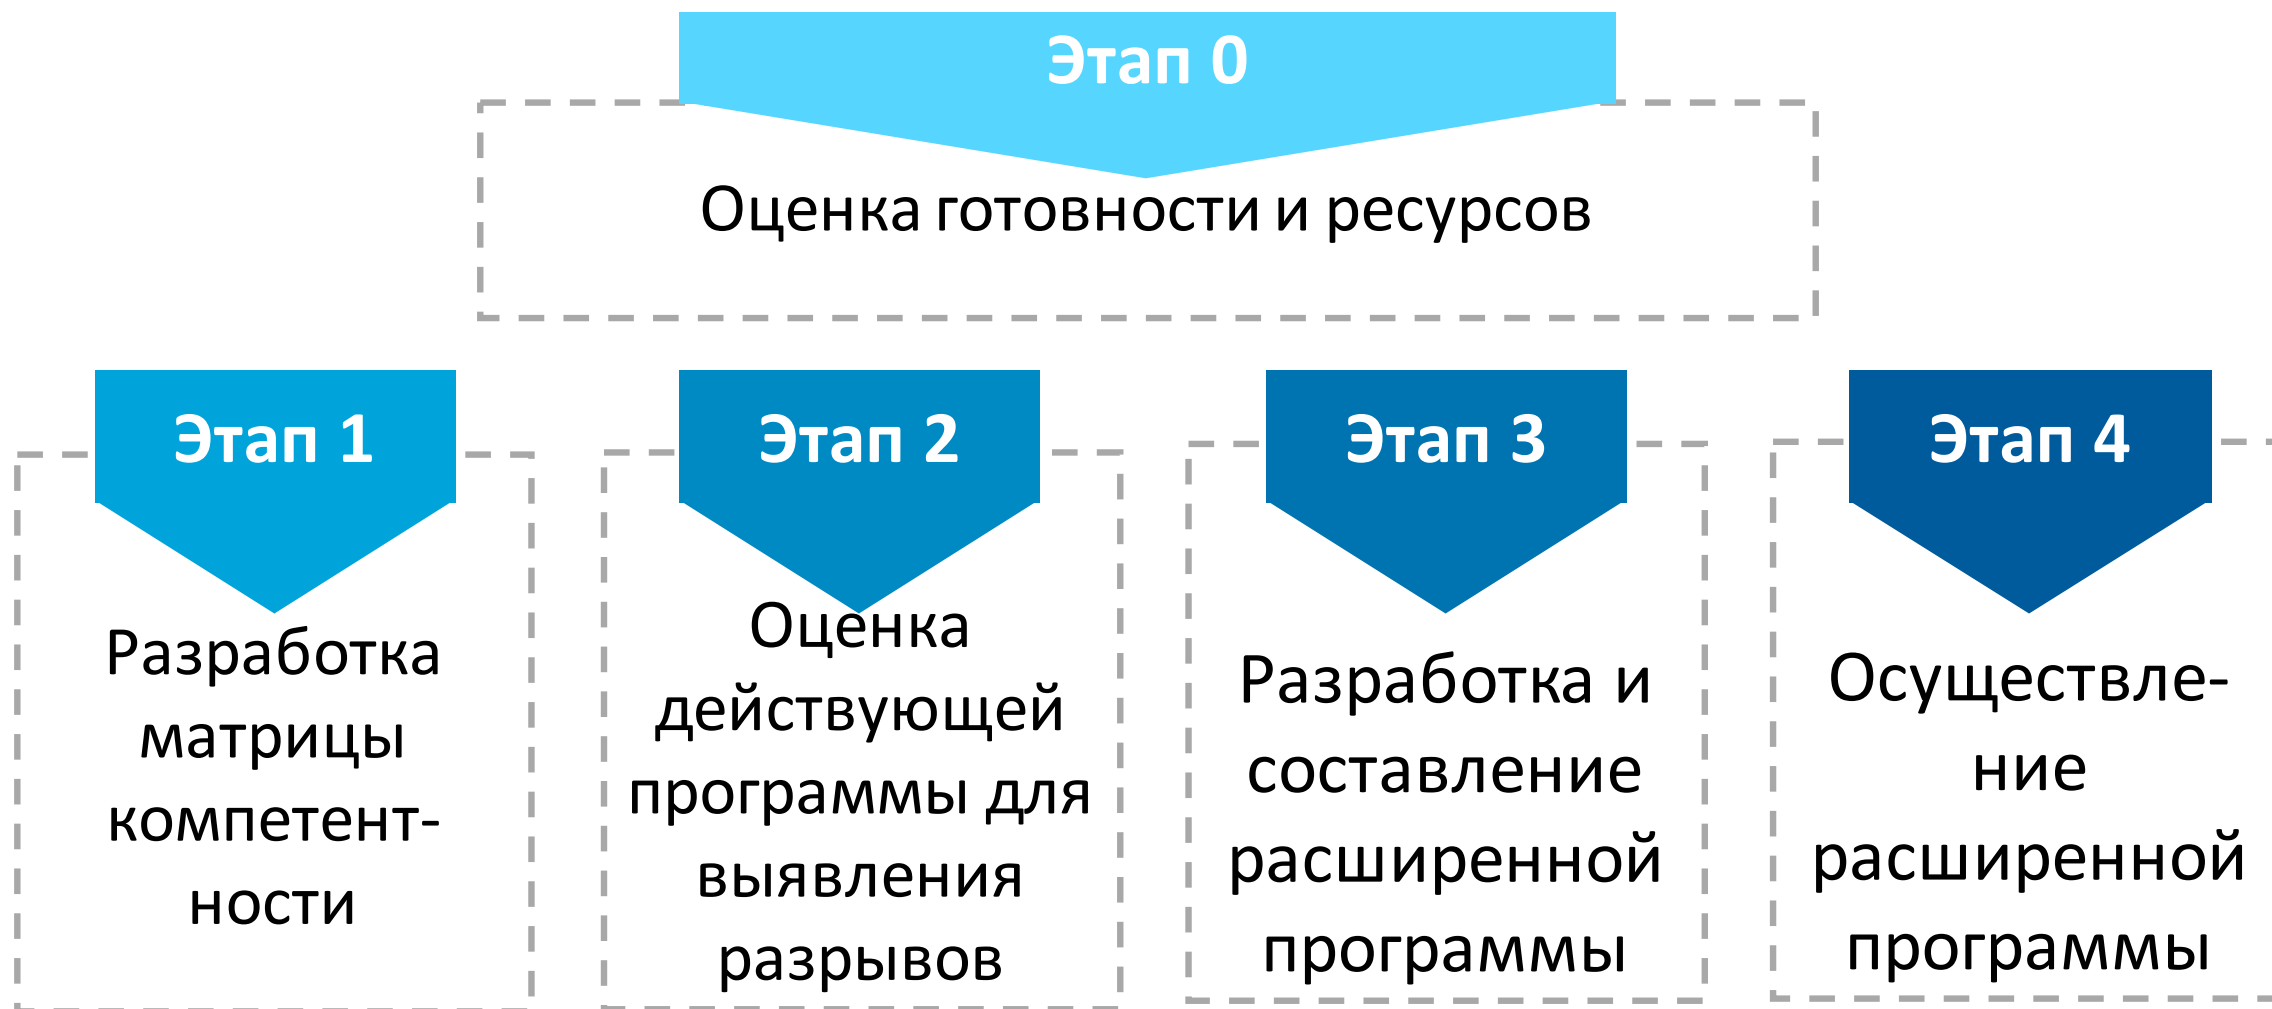 Этап 0
Оценка готовности и ресурсов
Этап 1
Разработка
матрицы
компетент-
ности
Этап 2
Оценка
действующей
программы для
выявления
разрывов
Этап 3
Разработка и
составление
расширенной
программы
Этап 4
Осуществле-
ние
расширенной
программы